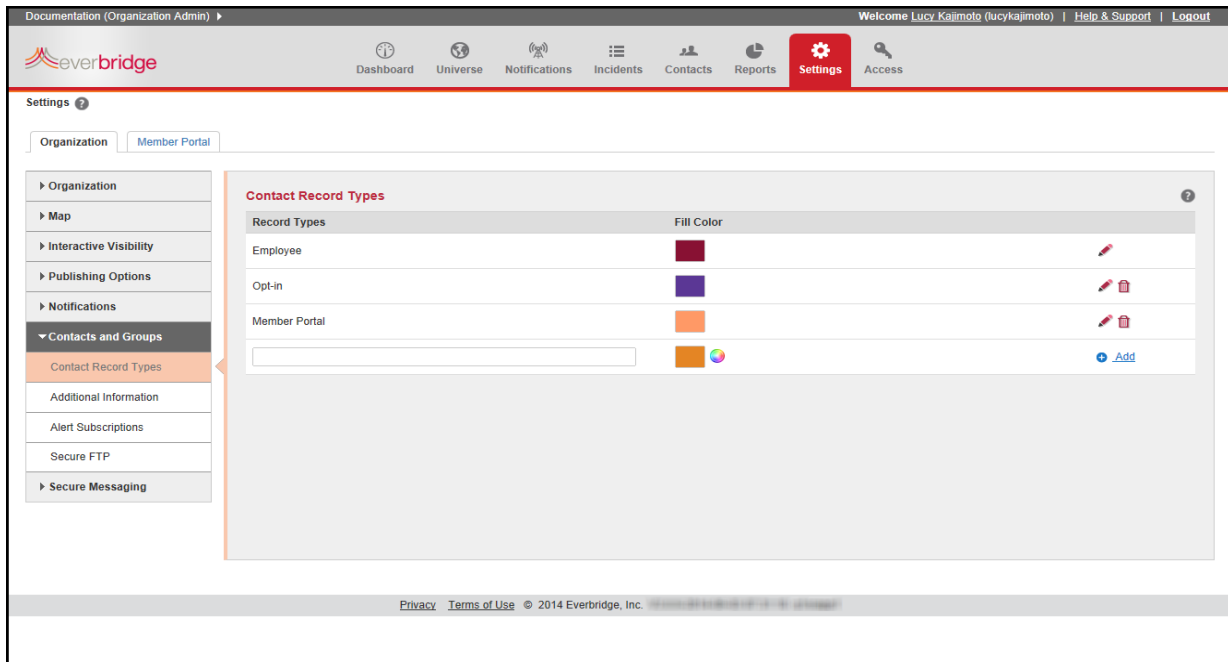 Documentation (Organization Admin)
Welcome Lucy Kajimoto (lucykajimoto) | Help & Support | Logout
everbridge
Dashboard Universe Notifications Incidents Contacts Reports Settings Access
Settings
Organization Member Portal
Organization
Map
Interactive Visibility
Publishing Options
Notifications
Contacts and Groups
Contact Record Types
Additional Information
Alert Subscriptions
Secure FTP
Secure Messaging
Contact Record Types
Record Types Fill Color
Employee
Opt-in
Member Portal
Add
Privacy Terms of Use © 2014 Everbridge, Inc.